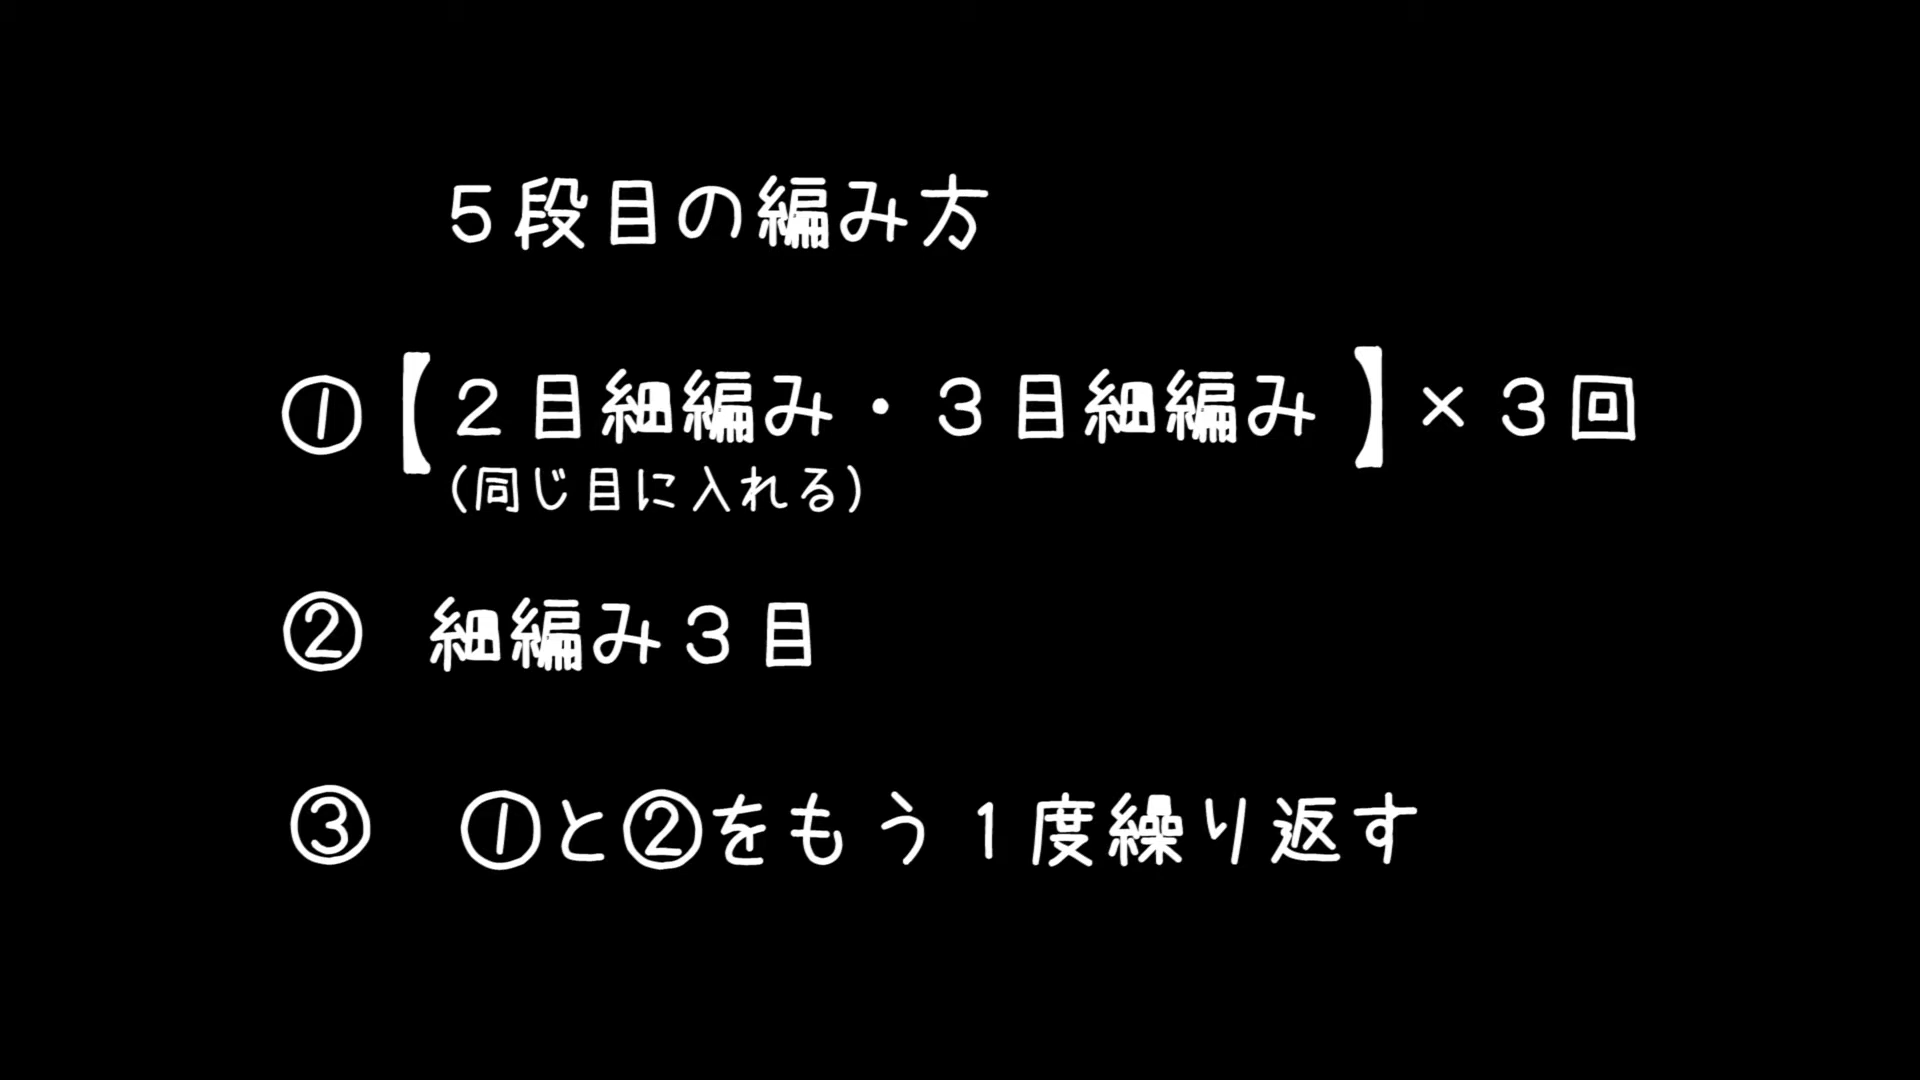 ５段目の編み方
①【２目細編み・３目細編み】×３回
(同じ目に入れる)
② 細編み３目
③ ①と②をもう１度繰り返す